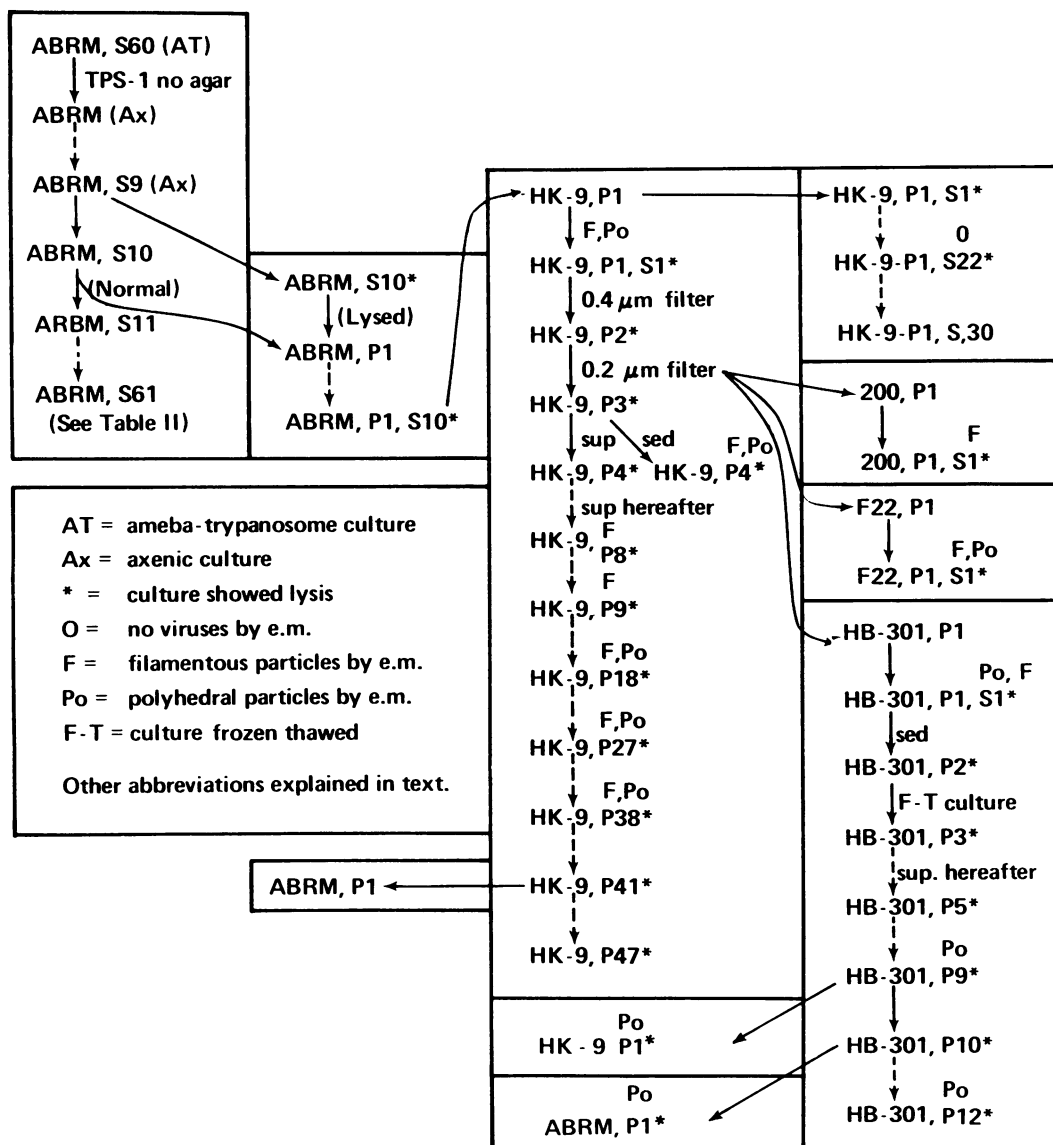 ABRM, S60 (AT)
TPS-1 no agar
ABRM (Ax)
ABRM, S9 (Ax)
ABRM, S10
(Normal)
ARBM, S11
ABRM, S61
(See Table II)
ABRM, S10*
(Lysed)
ABRM, P1
ABRM, P1, S10*
AT = ameba-trypanosome culture
Ax = axenic culture
* = culture showed lysis
O = no viruses by e.m.
F = filamentous particles by e.m.
Po = polyhedral particles by e.m.
F-T = culture frozen thawed
Other abbreviations explained in text.
ABRM, P1
HK-9, P1
F,Po
HK-9, P1, S1*
0.4 μm filter
HK-9, P2*
0.2 μm filter
HK-9, P3*
sup sed
F,Po
HK-9, P4* HK-9, P4*
sup hereafter
F
HK-9, P8*
F
HK-9, P9*
F,Po
HK-9, P18*
F,Po
HK-9, P27*
F,Po
HK-9, P38*
HK-9, P41*
HK-9, P47*
Po
HK-9 P1*
Po
ABRM, P1*
HK-9, P1, S1*
0
HK-9-P1, S22*
HK-9-P1, S,30
200, P1
F
200, P1, S1*
F22, P1
F,Po
F22, P1, S1*
HB-301, P1
Po, F
HB-301, P1, S1*
sed
HB-301, P2*
F-T culture
HB-301, P3*
sup. hereafter
HB-301, P5*
Po
HB-301, P9*
HB-301, P10*
Po
HB-301, P12*